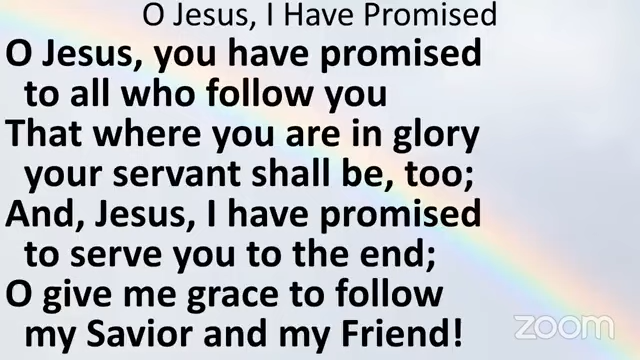 O Jesus, I Have Promised
O Jesus, you have promised
to all who follow you
That where you are in glory
your servant shall be, too;
And, Jesus, I have promised
to serve you to the end;
O give me grace to follow
my Savior and my Friend!
zoom